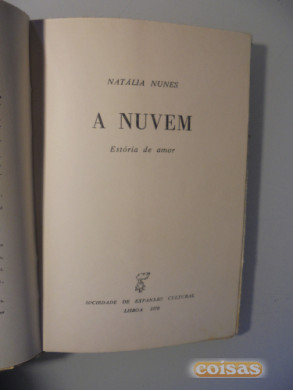 NATÁLIA NUNES
A NUVEM
Estória de amor
SOCIEDADE DE EXPANSÃO CULTURAL
LISBOA
coisas